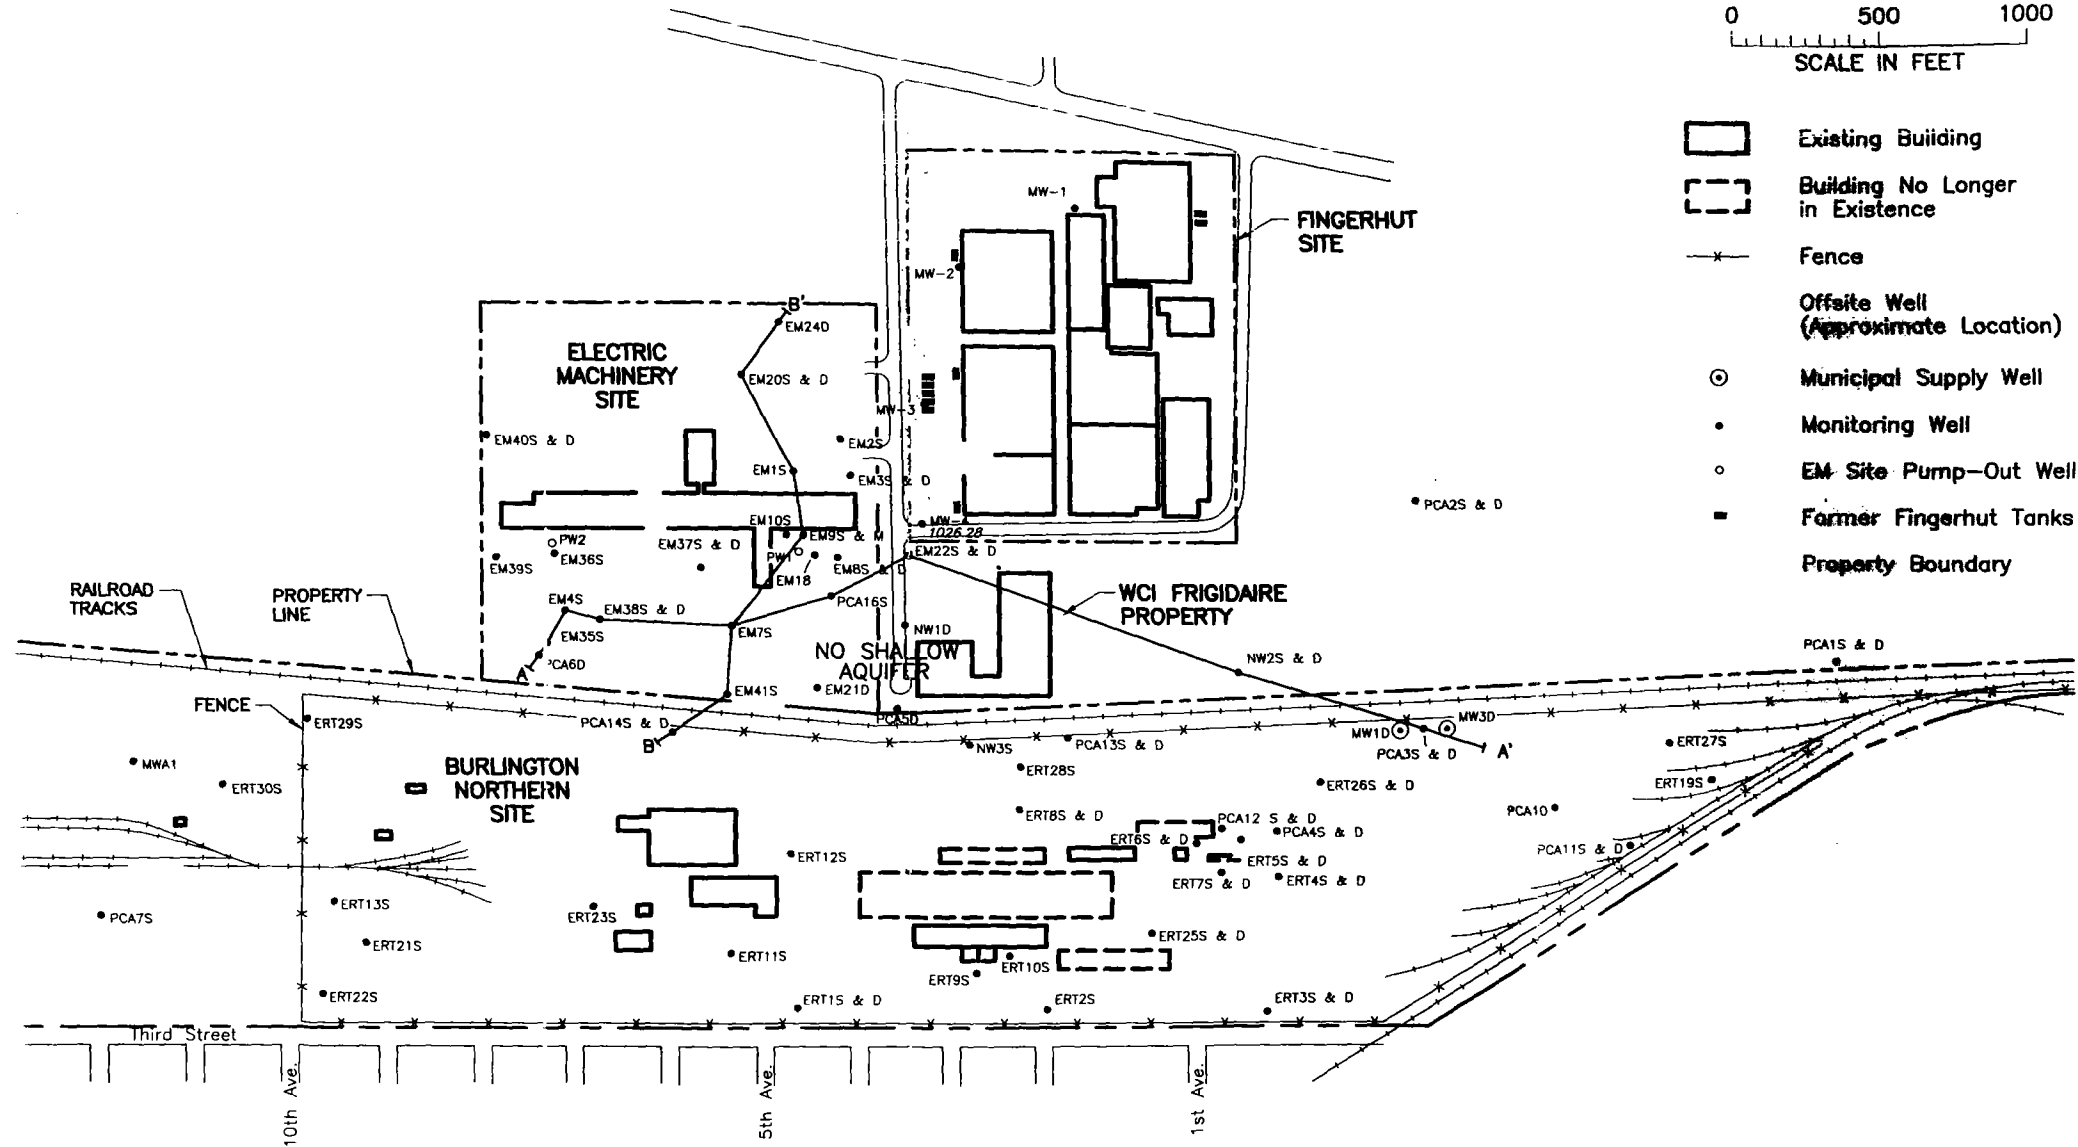 0 500 1000
SCALE IN FEET
Existing Building
Building No Longer
in Existence
Fence
Offsite Well
(Approximate Location)
Municipal Supply Well
Monitoring Well
EM Site Pump-Out Well
Former Fingerhut Tanks
Property Boundary
MW-1
FINGERHUT
SITE
MW-2
B'
EM24D
ELECTRIC
MACHINERY
SITE
EM20S & D
MW-3
EM40S & D
EM2S
EM1S
EM3S & D
PCA2S & D
EM10S
MW-
1026.28
PW2
EM37S & D
EM9S & M
EM22S & D
EM36S
PW1
EM39S
EM18
EM8S & D
RAILROAD
TRACKS
PROPERTY
LINE
WCI FRIGIDAIRE
PROPERTY
EM4S
EM38S & D
PCA16S
EM35S
EM7S
NW1D
NO SHALLOW
AQUIFER
PCA1S & D
A
PCA6D
NW2S & D
EM41S
EM21D
FENCE
ERT29S
PCA14S & D
PCA5D
MW3D
MW1D
B
NW3S
PCA13S & D
PCA3S & D
A'
ERT27S
MWA1
BURLINGTON
NORTHERN
SITE
ERT28S
ERT30S
ERT26S & D
ERT19S
ERT8S & D
PCA10
PCA12 S & D
PCA4S & D
ERT6S & D
PCA11S & D
ERT12S
ERT5S & D
ERT7S & D
ERT4S & D
PCA7S
ERT13S
ERT23S
ERT21S
ERT25S & D
ERT11S
ERT10S
ERT9S
ERT22S
ERT1S & D
ERT2S
ERT3S & D
Third Street
10th Ave.
5th Ave.
1st Ave.